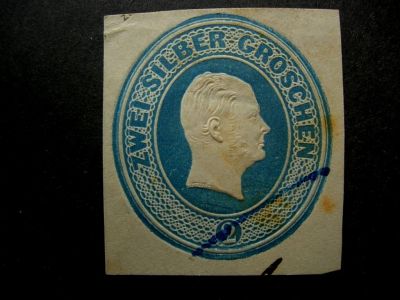 ZWEI SILBER GROSCHEN
2